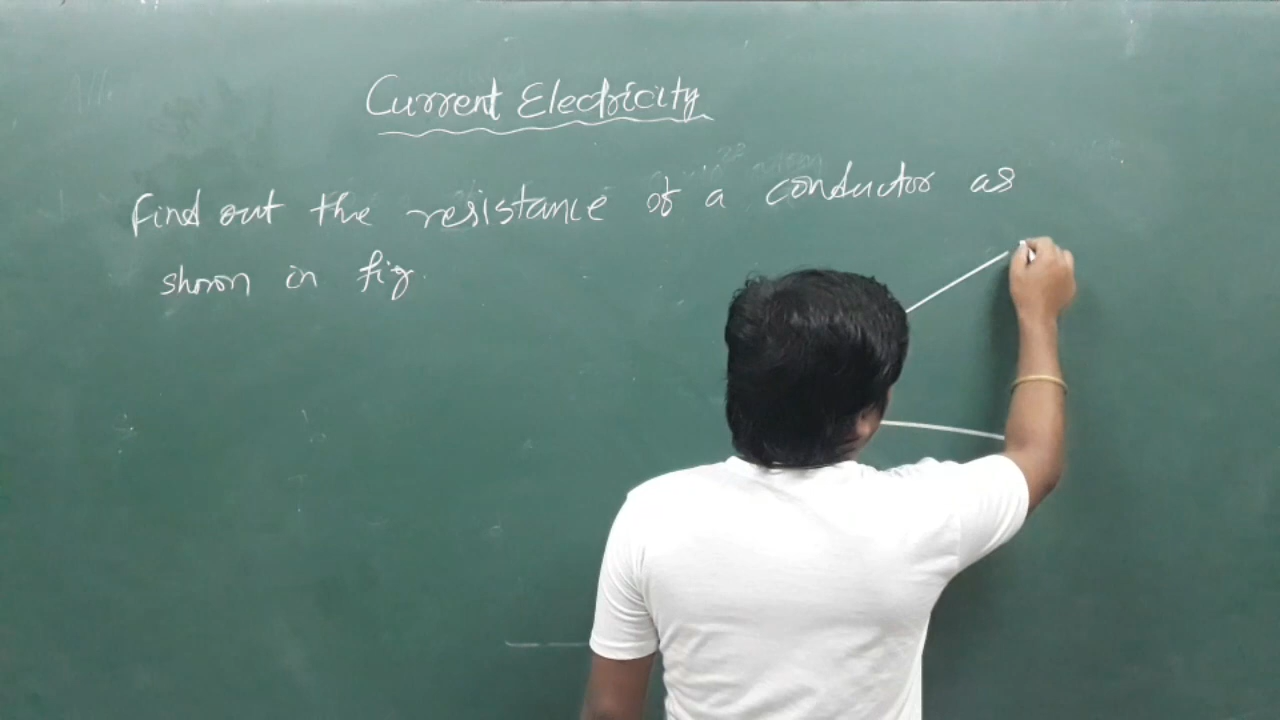 Current Electricity
Find out the resistance of a conductor as
shown in fig.